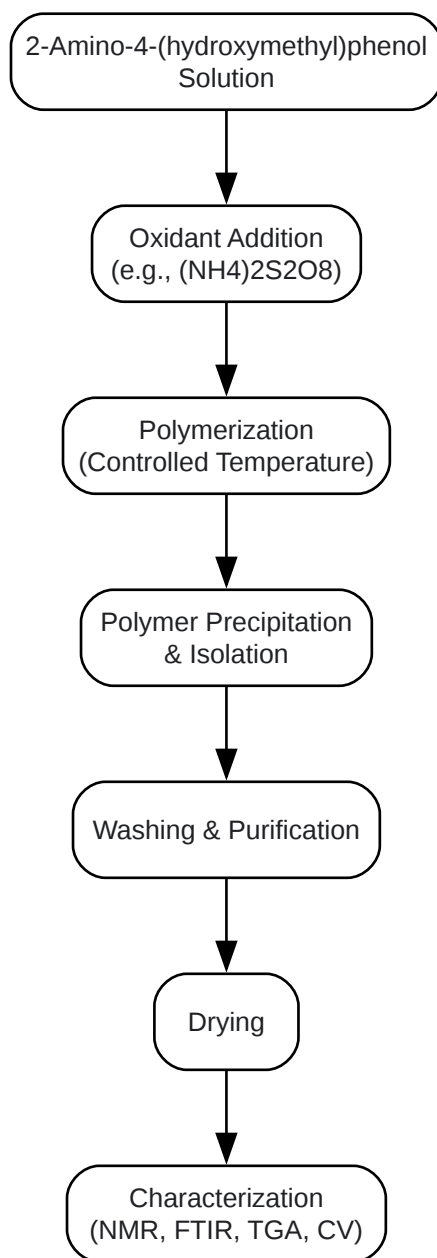 2-Amino-4-(hydroxymethyl)phenol
Solution
Oxidant Addition
(e.g., (NH4)2S2O8)
Polymerization
(Controlled Temperature)
Polymer Precipitation
& Isolation
Washing & Purification
Drying
Characterization
(NMR, FTIR, TGA, CV)